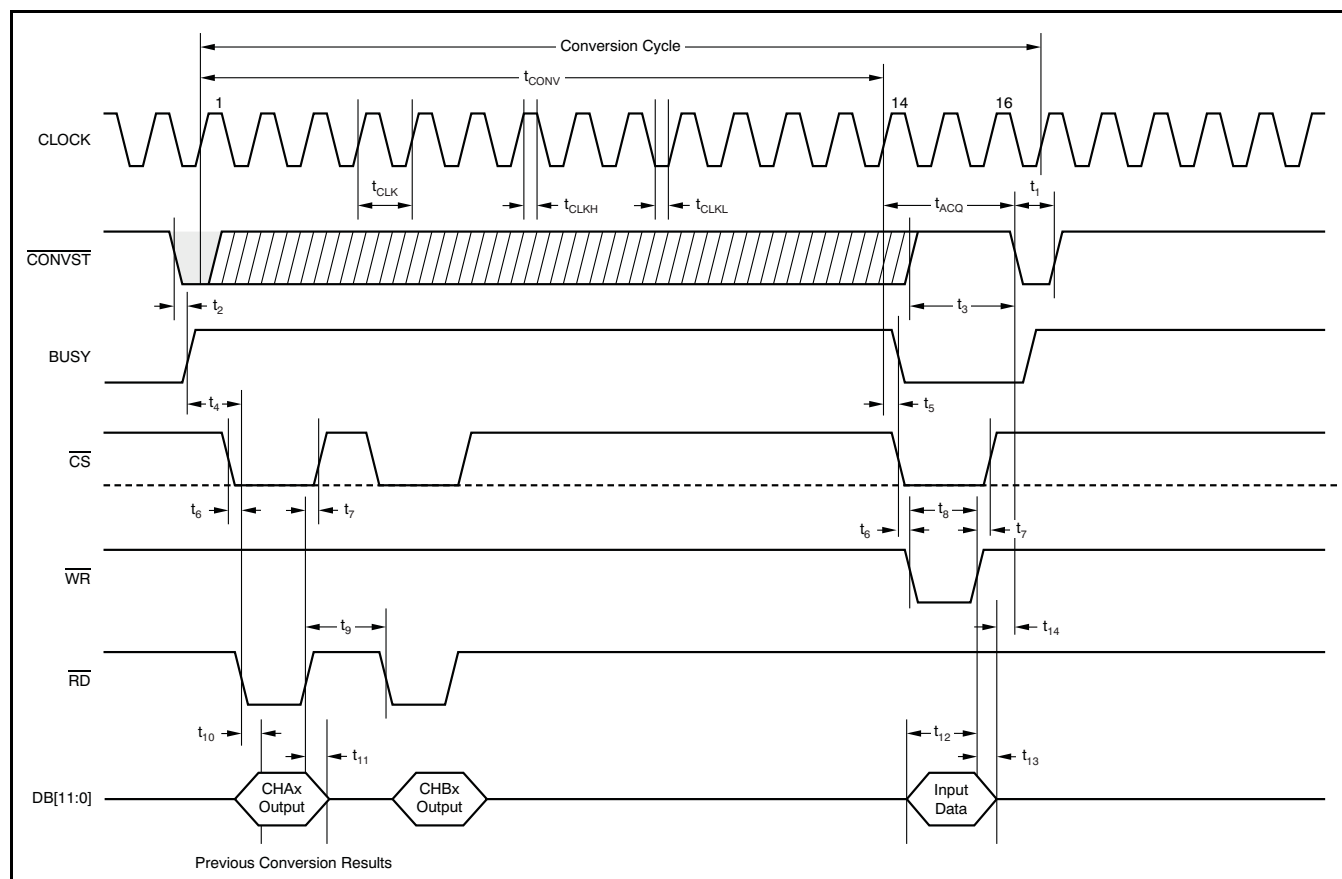 Conversion Cycle
tCONV
1
14
16
CLOCK
tCLK
tCLKH
tCLKL
tACQ
t1
CONVST
t2
t3
BUSY
t4
t5
CS
t6
t7
t8
t6
t7
WR
t9
t14
RD
t10
t11
t12
t13
DB[11:0]
CHAx
Output
CHBx
Output
Input
Data
Previous Conversion Results